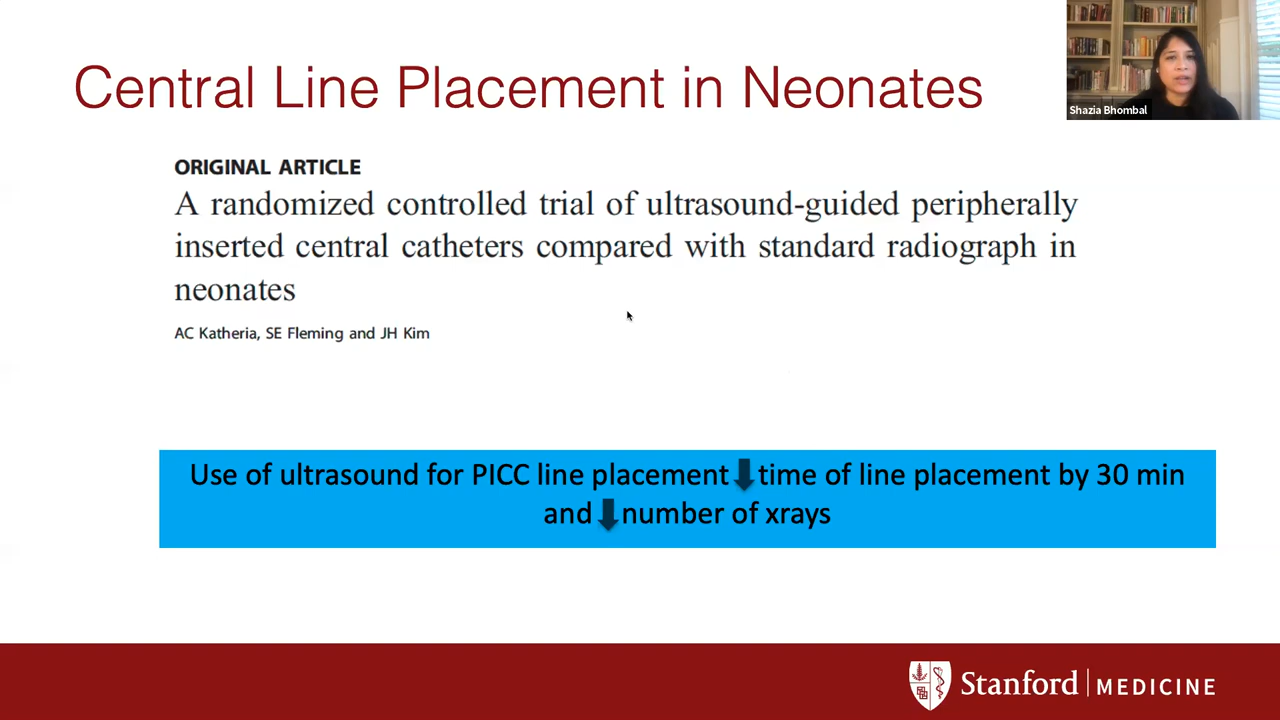 Central Line Placement in Neonates
Shazia Bhombal
ORIGINAL ARTICLE
A randomized controlled trial of ultrasound-guided peripherally
inserted central catheters compared with standard radiograph in
neonates
AC Katheria, SE Fleming and JH Kim
Use of ultrasound for PICC line placement time of line placement by 30 min
and number of xrays
Stanford MEDICINE